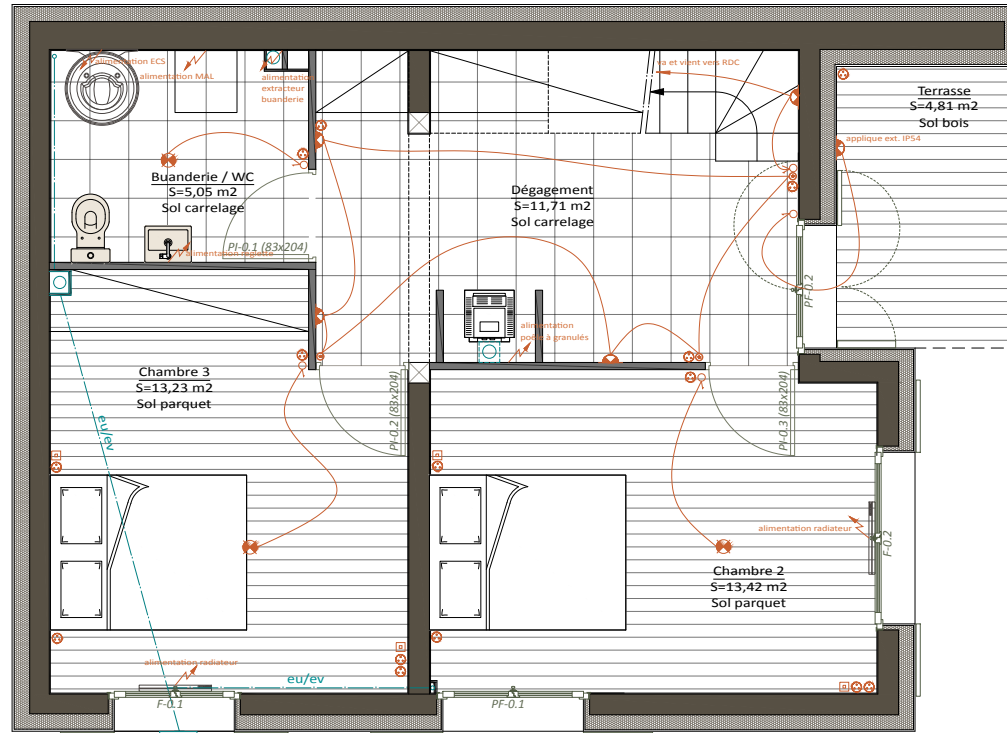 alimentation ECS
alimentation MAL
alimentation
extracteur
buanderie
va et vient vers RDC
Terrasse
S=4,81 m2
Sol bois
applique ext. IP54
Buanderie / WC
S=5,05 m2
Sol carrelage
PI-0.1 (83x204)
alimentation réglette
Dégagement
S=11,71 m2
Sol carrelage
PF-0.2
alimentation
poêle à granulés
Chambre 3
S=13,23 m2
Sol parquet
PI-0.2 (83x204)
PI-0.3 (83x204)
eu/ev
alimentation radiateur
F-0.2
Chambre 2
S=13,42 m2
Sol parquet
alimentation radiateur
eu/ev
F-0.1
PF-0.1